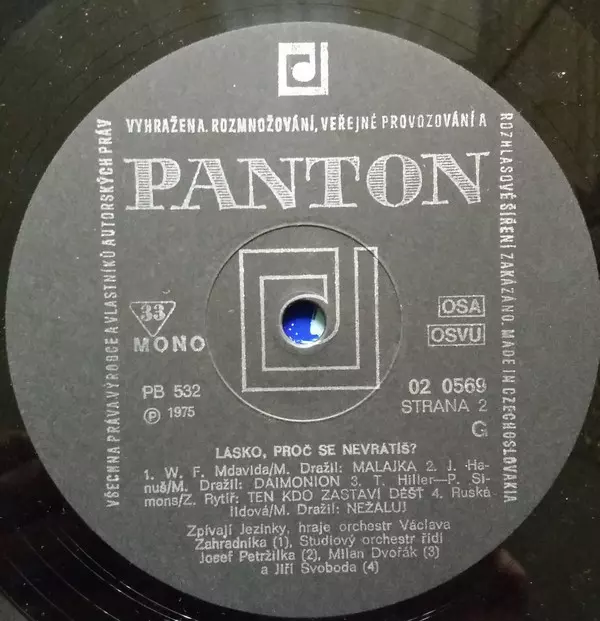 VYHRAŽENA. ROZMNOŽOVÁNÍ, VEŘEJNÉ PROVOZOVÁNÍ A
ROZHLASOVÉ ŠÍŘENÍ ZAKÁZÁNO. MADE IN CZECHOSLOVAKIA
VŠECHNA PRÁVA VÝROBCE A VLASTNÍKŮ AUTORSKÝCH PRÁV
PANTON
33
MONO
OSA
OSVU
PB 532
℗ 1975
02 0569
STRANA 2
G
LÁSKO, PROČ SE NEVRÁTÍŠ?
1. W. F. Mdavida/M. Dražil: MALAJKA 2. J. Ha-
nuš/M. Dražil: DAIMONION 3. T. Hiller—P. Si-
mons/Z. Rytíř: TEN KDO ZASTAVÍ DÉŠŤ 4. Ruská
lidová/M. Dražil: NEŽALUJ
Zpívají Jezinky, hraje orchestr Václava
Zahradníka (1), Studiový orchestr řídí
Josef Petržilka (2), Milan Dvořák (3)
a Jiří Svoboda (4)